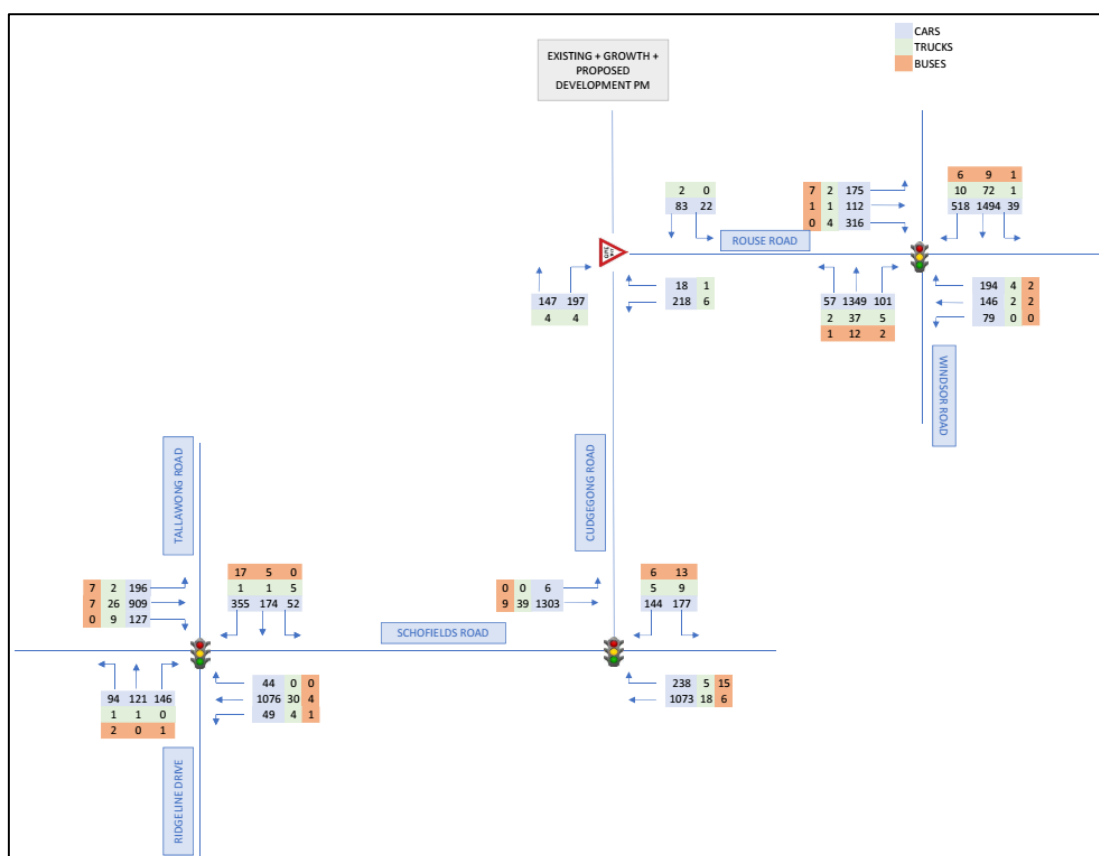 CARS
TRUCKS
BUSES
EXISTING + GROWTH +
PROPOSED
DEVELOPMENT PM
2 0
83 22
7 2 175
1 1 112
0 4 316
6 9 1
10 72 1
518 1494 39
ROUSE ROAD
GIVE
WAY
147 197
4 4
18 1
218 6
57 1349 101
2 37 5
1 12 2
194 4 2
146 2 2
79 0 0
WINDSOR ROAD
TALLAWONG ROAD
CUDGEGONG ROAD
7 2 196
7 26 909
0 9 127
17 5 0
1 1 5
355 174 52
0 0 6
9 39 1303
6 13
5 9
144 177
SCHOFIELDS ROAD
94 121 146
1 1 0
2 0 1
44 0 0
1076 30 4
49 4 1
238 5 15
1073 18 6
RIDGELINE DRIVE